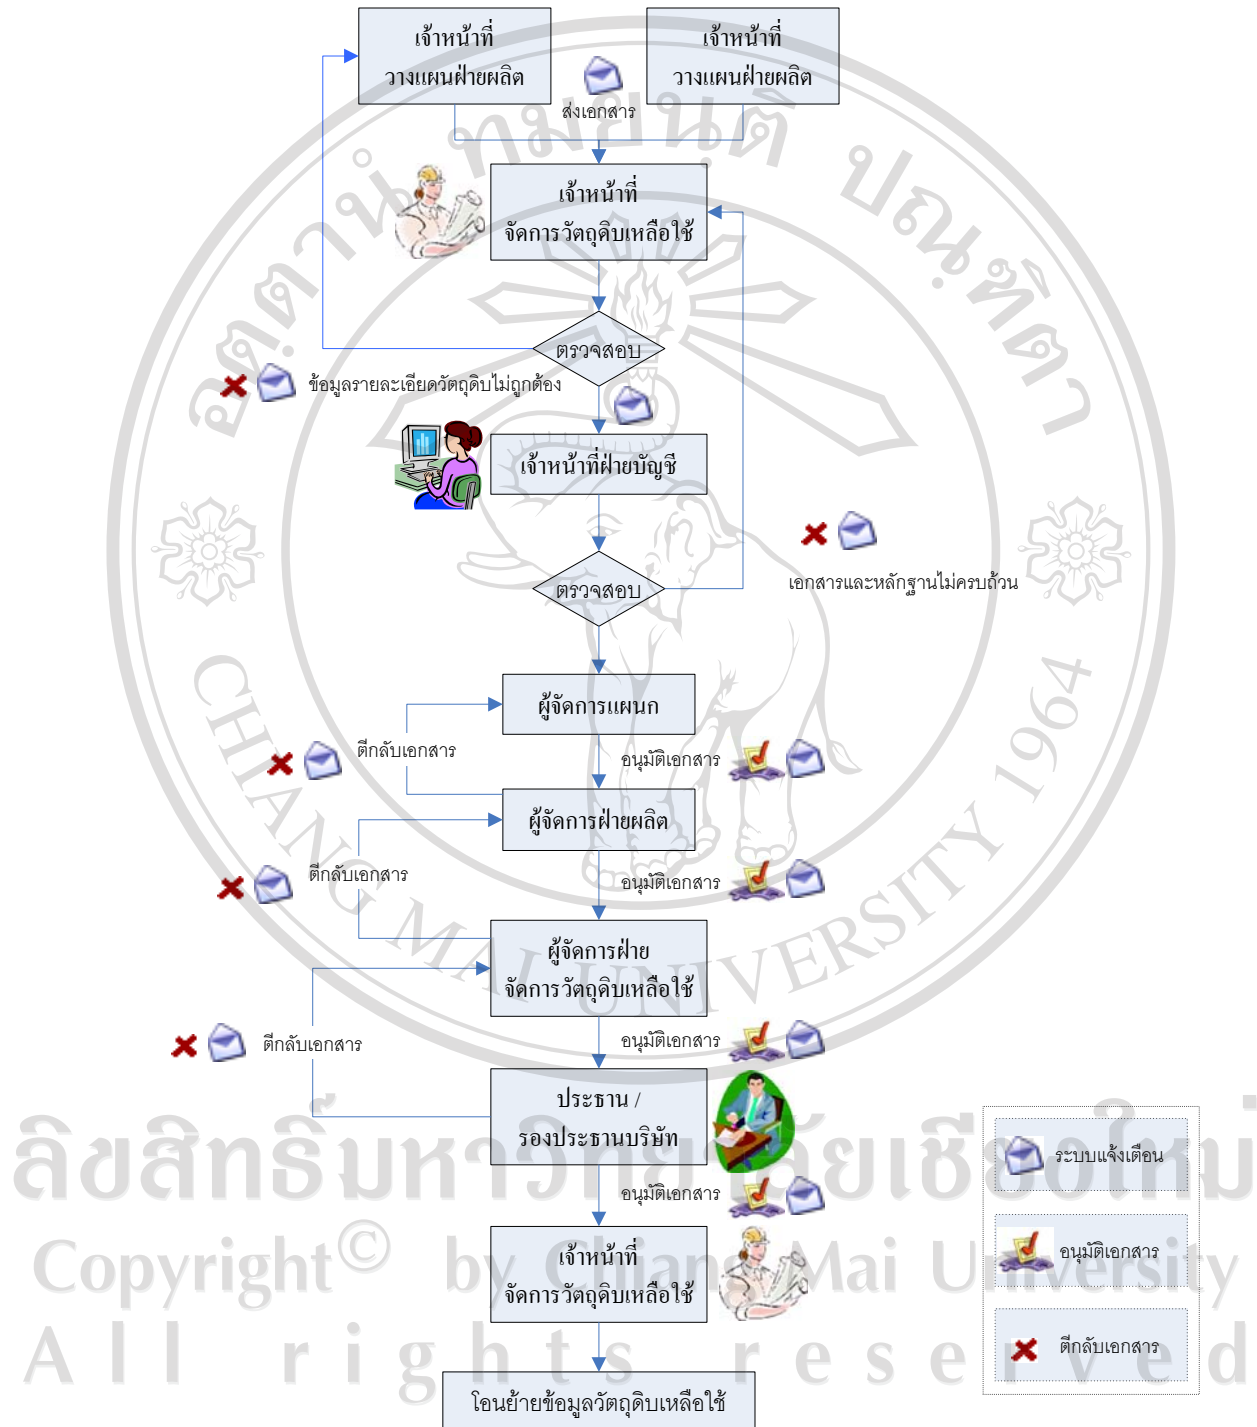 เจ้าหน้าที่
วางแผนฝ่ายผลิต
เจ้าหน้าที่
วางแผนฝ่ายผลิต
ส่งเอกสาร
เจ้าหน้าที่
จัดการวัตถุดิบเหลือใช้
ตรวจสอบ
ข้อมูลรายละเอียดวัตถุดิบไม่ถูกต้อง
เจ้าหน้าที่ฝ่ายบัญชี
ตรวจสอบ
เอกสารและหลักฐานไม่ครบถ้วน
ผู้จัดการแผนก
ตีกลับเอกสาร
อนุมัติเอกสาร
ผู้จัดการฝ่ายผลิต
ตีกลับเอกสาร
อนุมัติเอกสาร
ผู้จัดการฝ่าย
จัดการวัตถุดิบเหลือใช้
ตีกลับเอกสาร
อนุมัติเอกสาร
ประธาน /
รองประธานบริษัท
อนุมัติเอกสาร
เจ้าหน้าที่
จัดการวัตถุดิบเหลือใช้
โอนย้ายข้อมูลวัตถุดิบเหลือใช้
ระบบแจ้งเตือน
อนุมัติเอกสาร
ตีกลับเอกสาร
อตฺตานํ ทมยนฺติ ปณฺฑิตา
CHIANG MAI UNIVERSITY 1964
ลิขสิทธิ์มหาวิทยาลัยเชียงใหม่
Copyright© by Chiang Mai University
All rights reserved